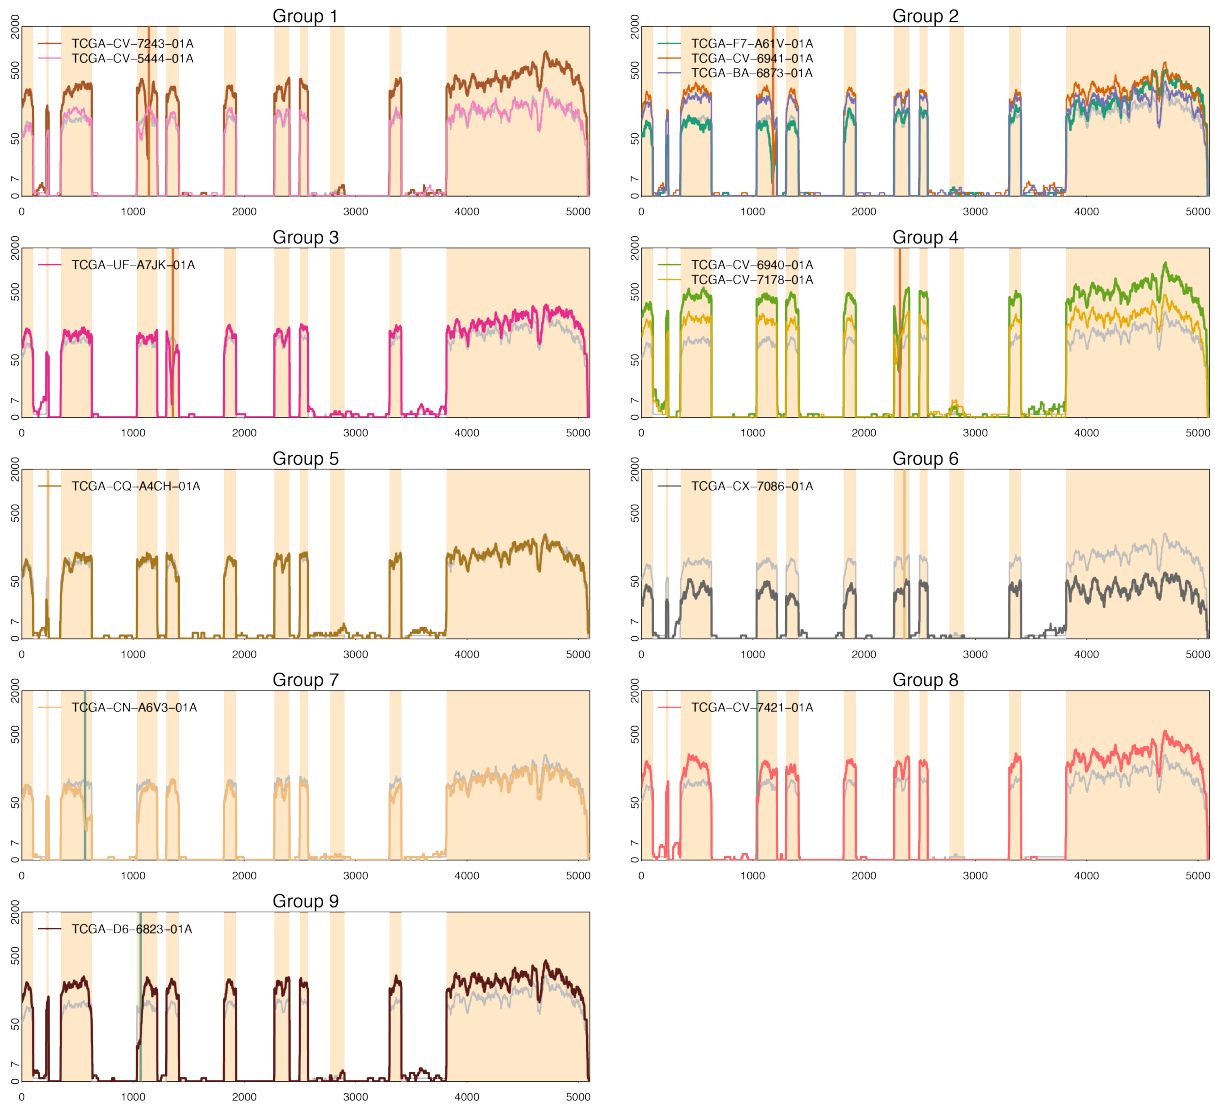 Group 1
2000
500
50
7
0
TCGA-CV-7243-01A
TCGA-CV-5444-01A
0 1000 2000 3000 4000 5000
Group 2
2000
500
50
7
0
TCGA-F7-A61V-01A
TCGA-CV-6941-01A
TCGA-BA-6873-01A
0 1000 2000 3000 4000 5000
Group 3
2000
500
50
7
0
TCGA-UF-A7JK-01A
0 1000 2000 3000 4000 5000
Group 4
2000
500
50
7
0
TCGA-CV-6940-01A
TCGA-CV-7178-01A
0 1000 2000 3000 4000 5000
Group 5
2000
500
50
7
0
TCGA-CQ-A4CH-01A
0 1000 2000 3000 4000 5000
Group 6
2000
500
50
7
0
TCGA-CX-7086-01A
0 1000 2000 3000 4000 5000
Group 7
2000
500
50
7
0
TCGA-CN-A6V3-01A
0 1000 2000 3000 4000 5000
Group 8
2000
500
50
7
0
TCGA-CV-7421-01A
0 1000 2000 3000 4000 5000
Group 9
2000
500
50
7
0
TCGA-D6-6823-01A
0 1000 2000 3000 4000 5000